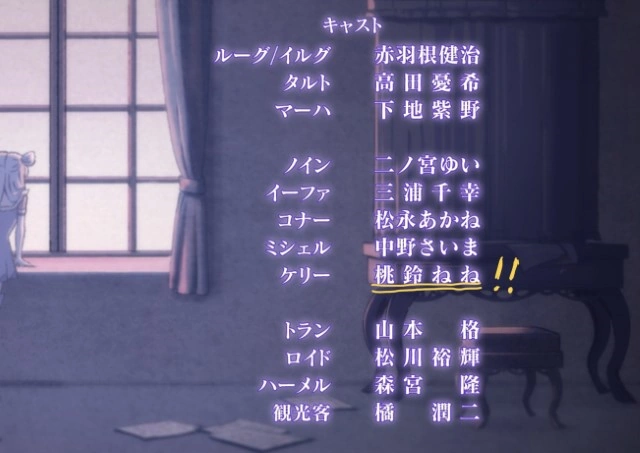 キャスト
ルーグ/イルグ 赤羽根健治
タルト 高田憂希
マーハ 下地紫野
ノイン 二ノ宮ゆい
イーファ 三浦千幸
コナー 松永あかね
ミシェル 中野さいま
ケリー 桃鈴ねね!!
トラン 山本格
ロイド 松川裕輝
ハーメル 森宮隆
観光客 橘潤二